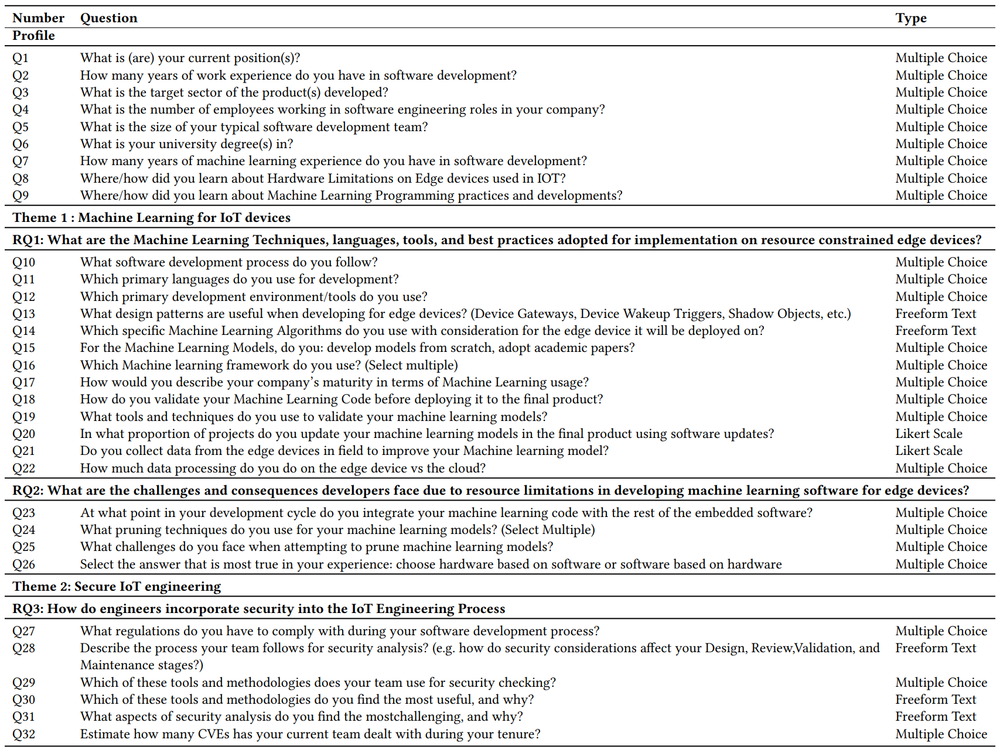 Number Question Type
Profile
Q1 What is (are) your current position(s)? Multiple Choice
Q2 How many years of work experience do you have in software development? Multiple Choice
Q3 What is the target sector of the product(s) developed? Multiple Choice
Q4 What is the number of employees working in software engineering roles in your company? Multiple Choice
Q5 What is the size of your typical software development team? Multiple Choice
Q6 What is your university degree(s) in? Multiple Choice
Q7 How many years of machine learning experience do you have in software development? Multiple Choice
Q8 Where/how did you learn about Hardware Limitations on Edge devices used in IOT? Multiple Choice
Q9 Where/how did you learn about Machine Learning Programming practices and developments? Multiple Choice
Theme 1 : Machine Learning for IoT devices
RQ1: What are the Machine Learning Techniques, languages, tools, and best practices adopted for implementation on resource constrained edge devices?
Q10 What software development process do you follow? Multiple Choice
Q11 Which primary languages do you use for development? Multiple Choice
Q12 Which primary development environment/tools do you use? Multiple Choice
Q13 What design patterns are useful when developing for edge devices? (Device Gateways, Device Wakeup Triggers, Shadow Objects, etc.) Freeform Text
Q14 Which specific Machine Learning Algorithms do you use with consideration for the edge device it will be deployed on? Freeform Text
Q15 For the Machine Learning Models, do you: develop models from scratch, adopt academic papers? Multiple Choice
Q16 Which Machine learning framework do you use? (Select multiple) Multiple Choice
Q17 How would you describe your company's maturity in terms of Machine Learning usage? Multiple Choice
Q18 How do you validate your Machine Learning Code before deploying it to the final product? Multiple Choice
Q19 What tools and techniques do you use to validate your machine learning models? Multiple Choice
Q20 In what proportion of projects do you update your machine learning models in the final product using software updates? Likert Scale
Q21 Do you collect data from the edge devices in field to improve your Machine learning model? Likert Scale
Q22 How much data processing do you do on the edge device vs the cloud? Multiple Choice
RQ2: What are the challenges and consequences developers face due to resource limitations in developing machine learning software for edge devices?
Q23 At what point in your development cycle do you integrate your machine learning code with the rest of the embedded software? Multiple Choice
Q24 What pruning techniques do you use for your machine learning models? (Select Multiple) Multiple Choice
Q25 What challenges do you face when attempting to prune machine learning models? Multiple Choice
Q26 Select the answer that is most true in your experience: choose hardware based on software or software based on hardware Multiple Choice
Theme 2: Secure IoT engineering
RQ3: How do engineers incorporate security into the IoT Engineering Process
Q27 What regulations do you have to comply with during your software development process? Multiple Choice
Q28 Describe the process your team follows for security analysis? (e.g. how do security considerations affect your Design, Review,Validation, and Freeform Text
Maintenance stages?)
Q29 Which of these tools and methodologies does your team use for security checking? Multiple Choice
Q30 Which of these tools and methodologies do you find the most useful, and why? Freeform Text
Q31 What aspects of security analysis do you find the mostchallenging, and why? Freeform Text
Q32 Estimate how many CVEs has your current team dealt with during your tenure? Multiple Choice